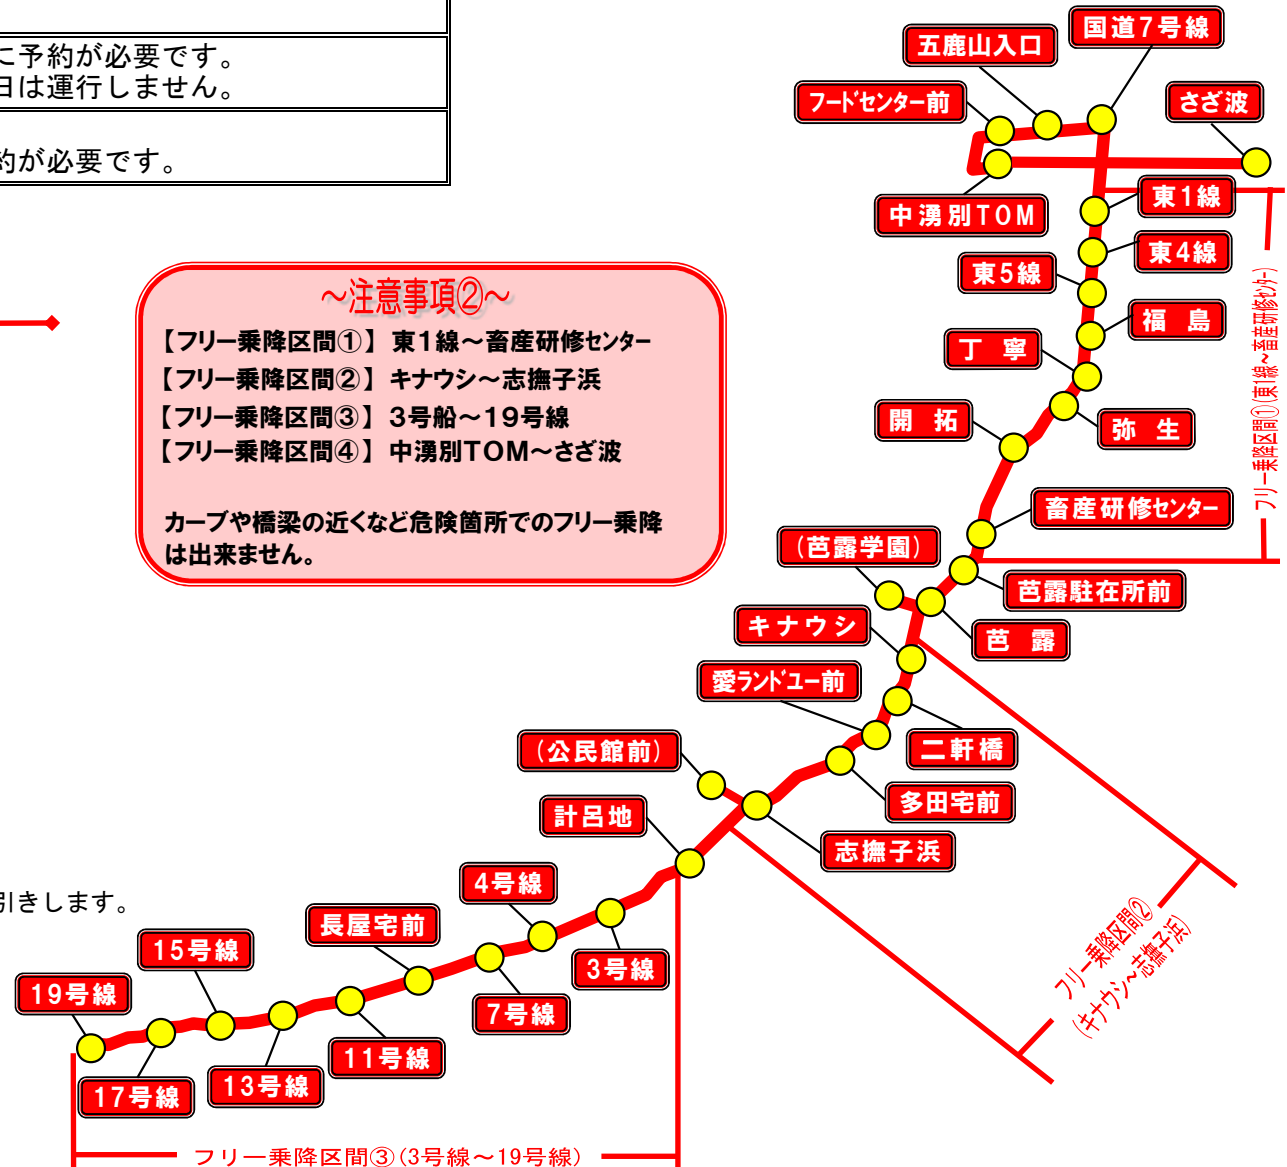 に予約が必要です。
日は運行しません。
約が必要です。
国道7号線
五鹿山入口
フードセンター前
さざ波
中湧別TOM
東1線
東4線
東5線
福島
丁寧
弥生
開拓
畜産研修センター
(芭露学園)
芭露駐在所前
芭露
キナウシ
愛ランドユー前
二軒橋
(公民館前)
多田宅前
計呂地
志撫子浜
4号線
3号線
長屋宅前
7号線
15号線
11号線
19号線
13号線
17号線
～注意事項②～
【フリー乗降区間①】 東1線～畜産研修センター
【フリー乗降区間②】 キナウシ～志撫子浜
【フリー乗降区間③】 3号船～19号線
【フリー乗降区間④】 中湧別TOM～さざ波
カーブや橋梁の近くなど危険箇所でのフリー乗降
は出来ません。
引きします。
フリー乗降区間①(東1線～畜産研修センター)
フリー乗降区間②
(キナウシ～志撫子浜)
フリー乗降区間③(3号線～19号線)